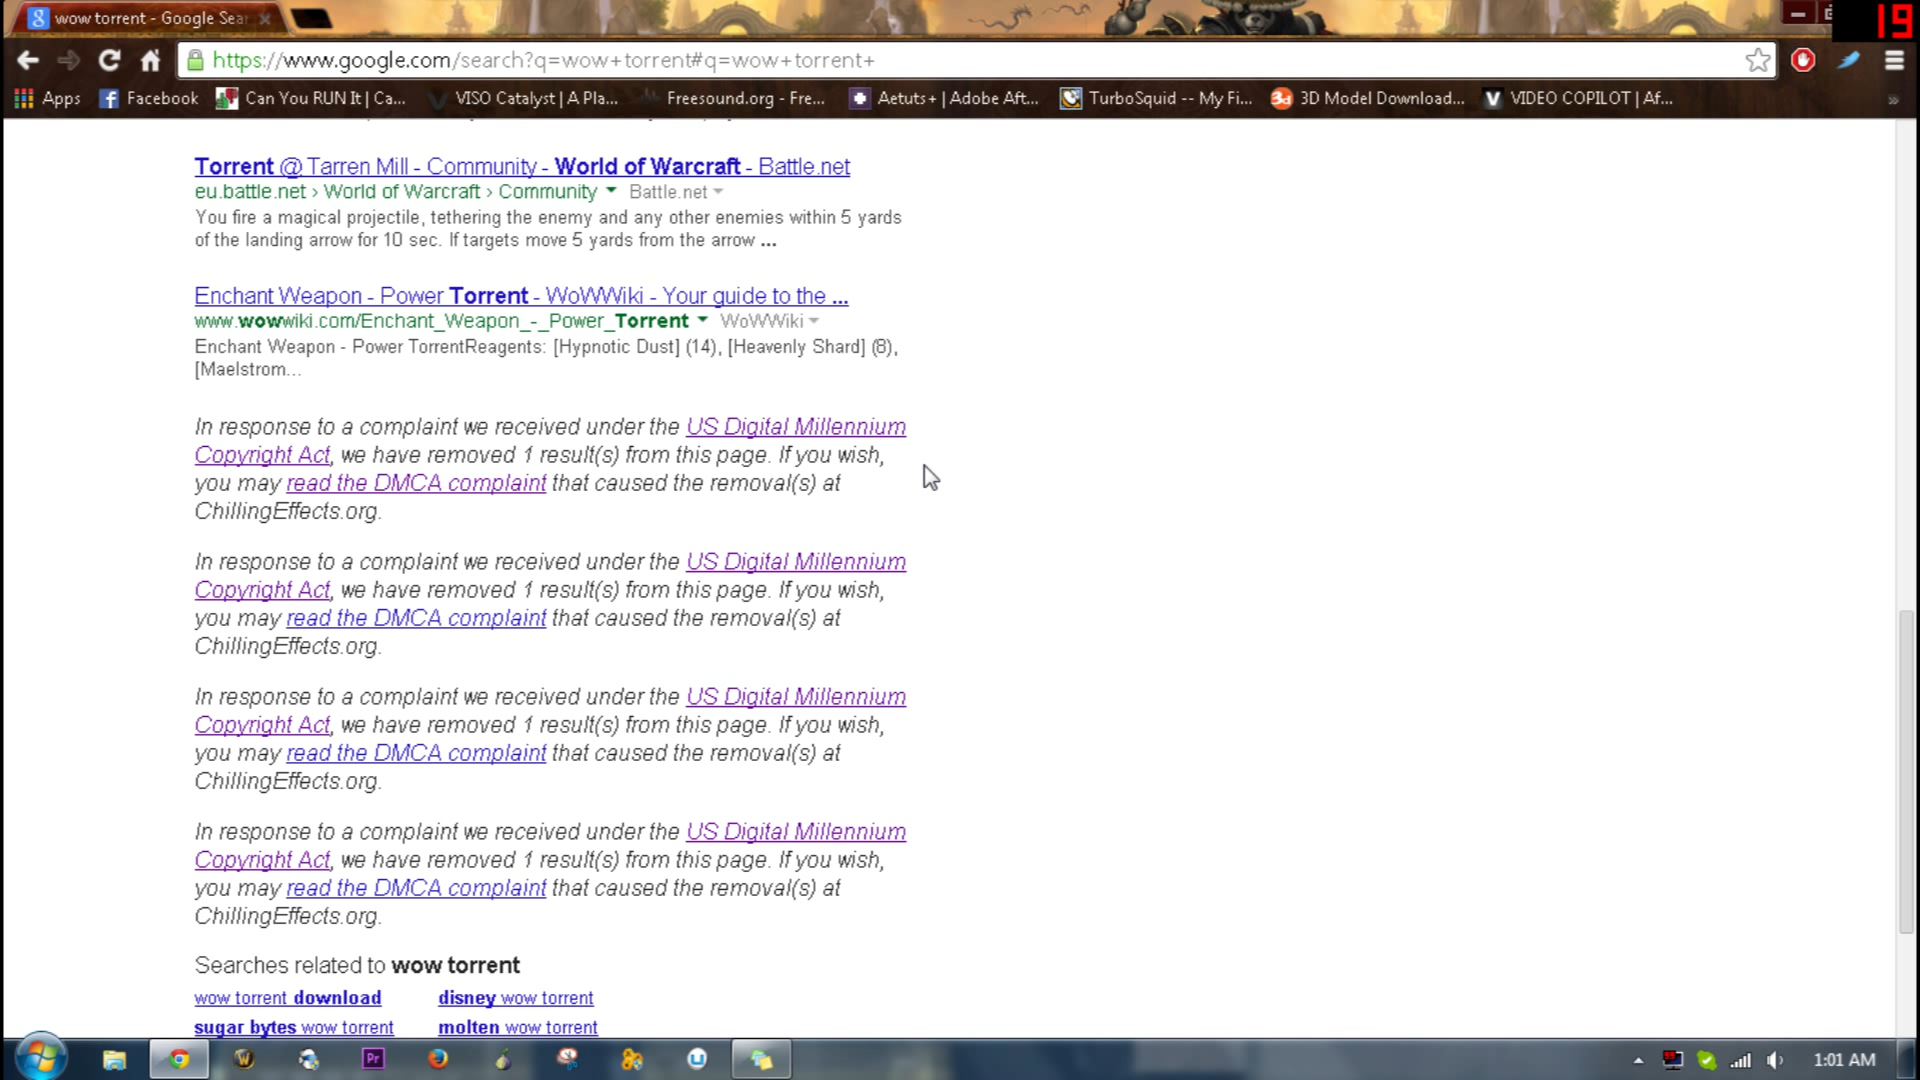 wow torrent - Google Sear
19
https://www.google.com/search?q=wow+torrent#q=wow+torrent+
Apps Facebook Can You RUN It | Ca... VISO Catalyst | A Pla... Freesound.org - Fre... Aetuts+ | Adobe Aft... TurboSquid -- My Fi... 3D Model Download... VIDEO COPILOT | Af... »
Torrent @ Tarren Mill - Community - World of Warcraft - Battle.net
eu.battle.net › World of Warcraft › Community Battle.net
You fire a magical projectile, tethering the enemy and any other enemies within 5 yards
of the landing arrow for 10 sec. If targets move 5 yards from the arrow ...
Enchant Weapon - Power Torrent - WoWWiki - Your guide to the ...
www.wowwiki.com/Enchant_Weapon_-_Power_Torrent WoWWiki
Enchant Weapon - Power TorrentReagents: [Hypnotic Dust] (14), [Heavenly Shard] (8),
[Maelstrom...
In response to a complaint we received under the US Digital Millennium
Copyright Act, we have removed 1 result(s) from this page. If you wish,
you may read the DMCA complaint that caused the removal(s) at
ChillingEffects.org.
In response to a complaint we received under the US Digital Millennium
Copyright Act, we have removed 1 result(s) from this page. If you wish,
you may read the DMCA complaint that caused the removal(s) at
ChillingEffects.org.
In response to a complaint we received under the US Digital Millennium
Copyright Act, we have removed 1 result(s) from this page. If you wish,
you may read the DMCA complaint that caused the removal(s) at
ChillingEffects.org.
In response to a complaint we received under the US Digital Millennium
Copyright Act, we have removed 1 result(s) from this page. If you wish,
you may read the DMCA complaint that caused the removal(s) at
ChillingEffects.org.
Searches related to wow torrent
wow torrent download disney wow torrent
sugar bytes wow torrent molten wow torrent
Pr 1:01 AM